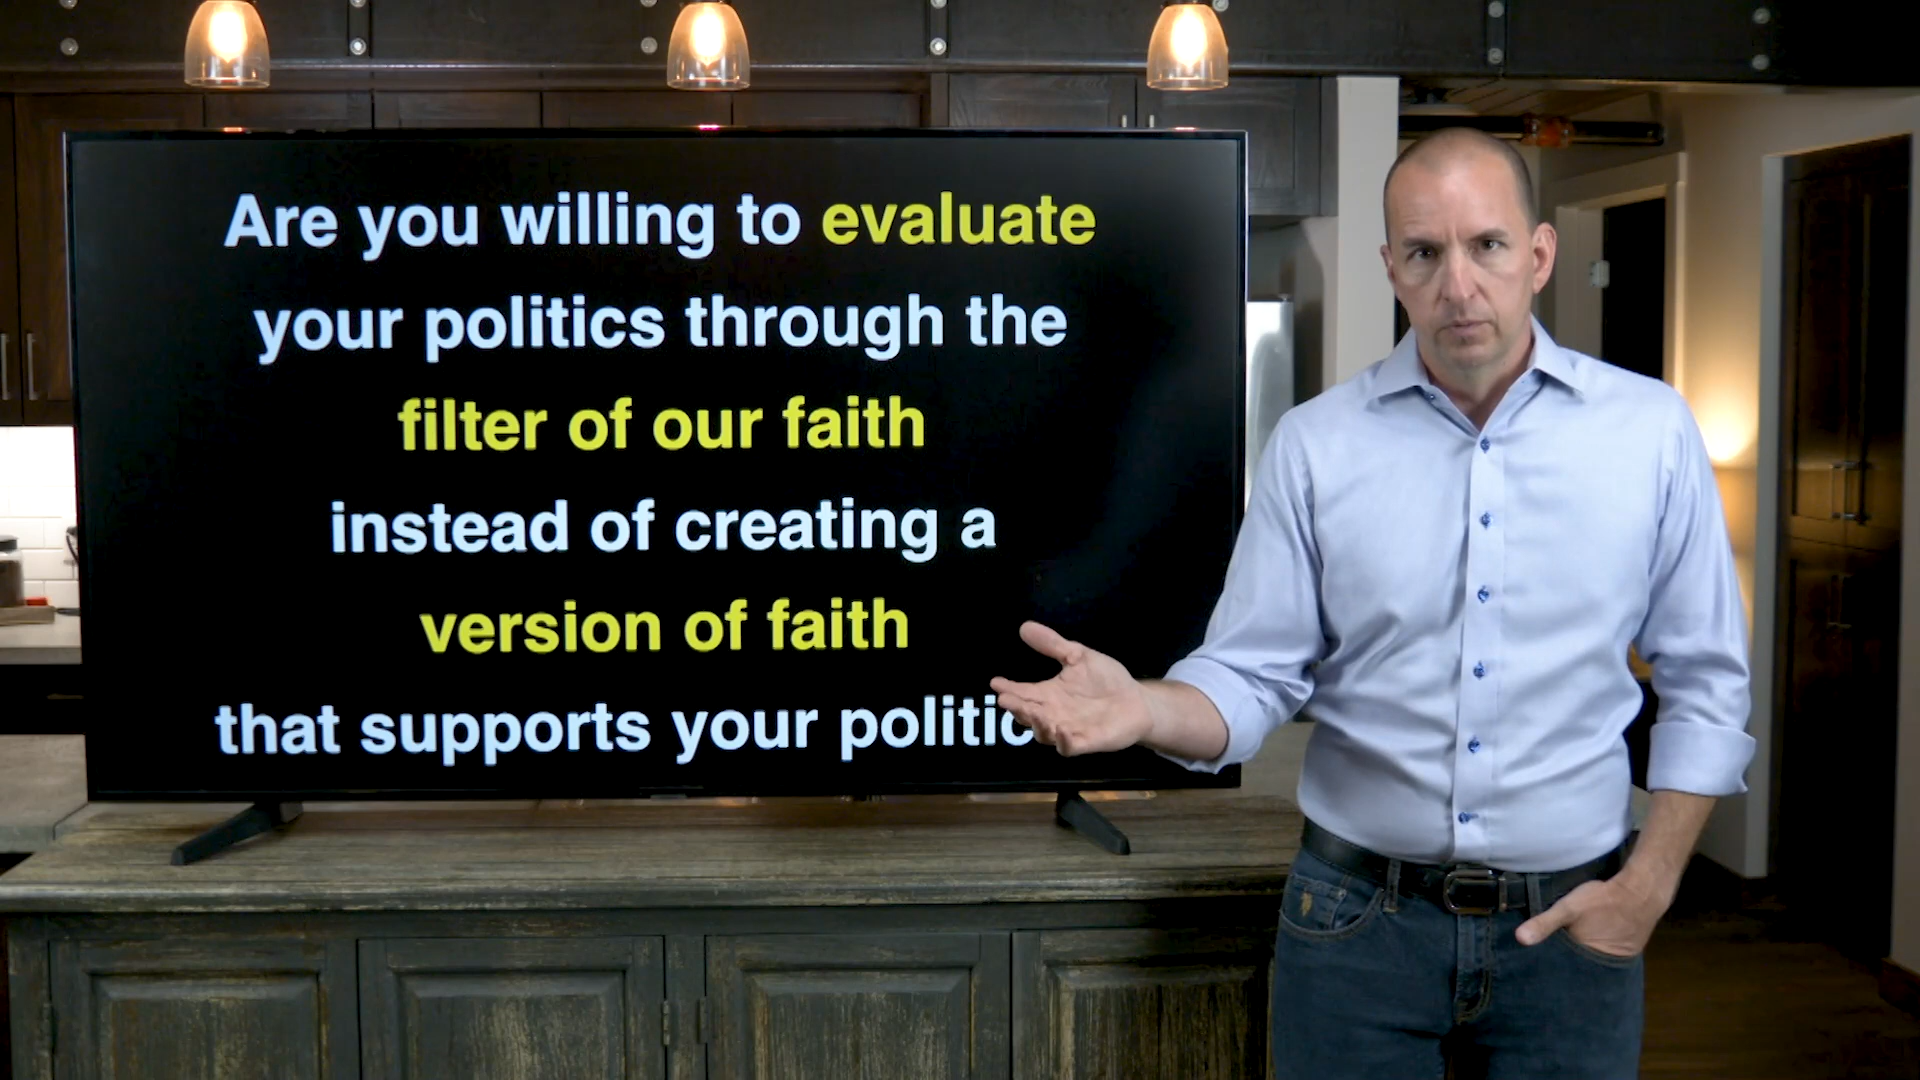 Are you willing to evaluate
your politics through the
filter of our faith
instead of creating a
version of faith
that supports your politic